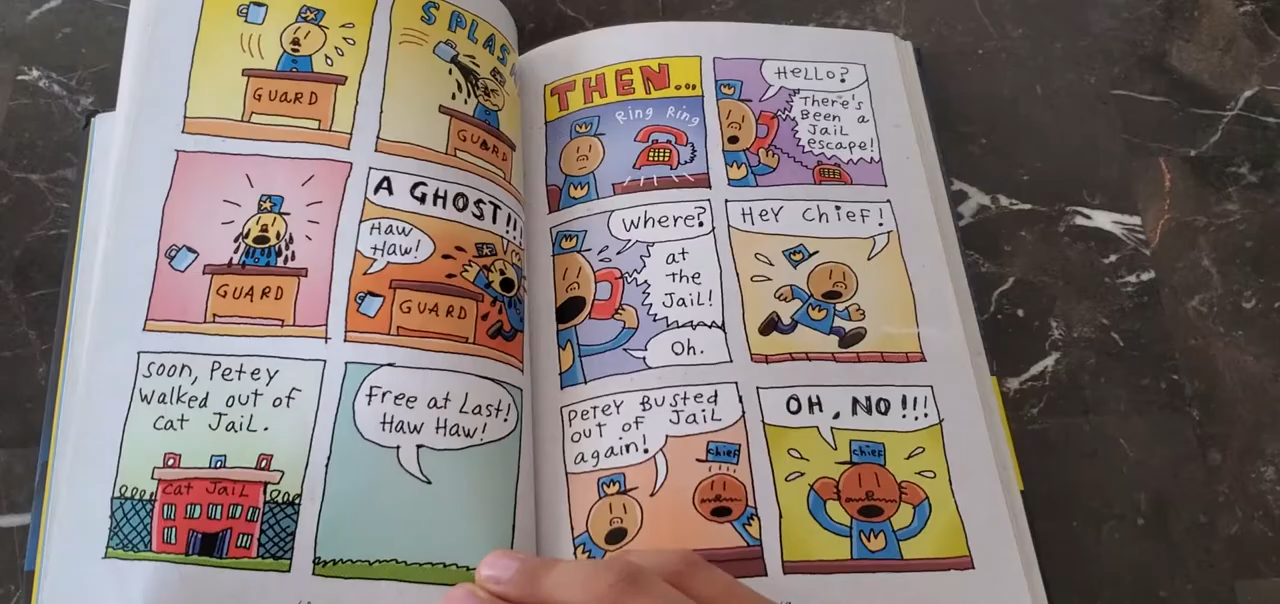 GUARD
SPLAS
GUARD
GUARD
A GHOST!!!
Haw
Haw!
GUARD
Soon, Petey
walked out of
Cat Jail.
Cat Jail
Free at Last!
Haw Haw!
THEN...
Ring Ring
Hello?
There's
Been a
Jail
escape!
Where?
at
the
Jail!
Oh.
Hey Chief!
Petey Busted
out of Jail
again!
chief
OH, NO!!!
chief